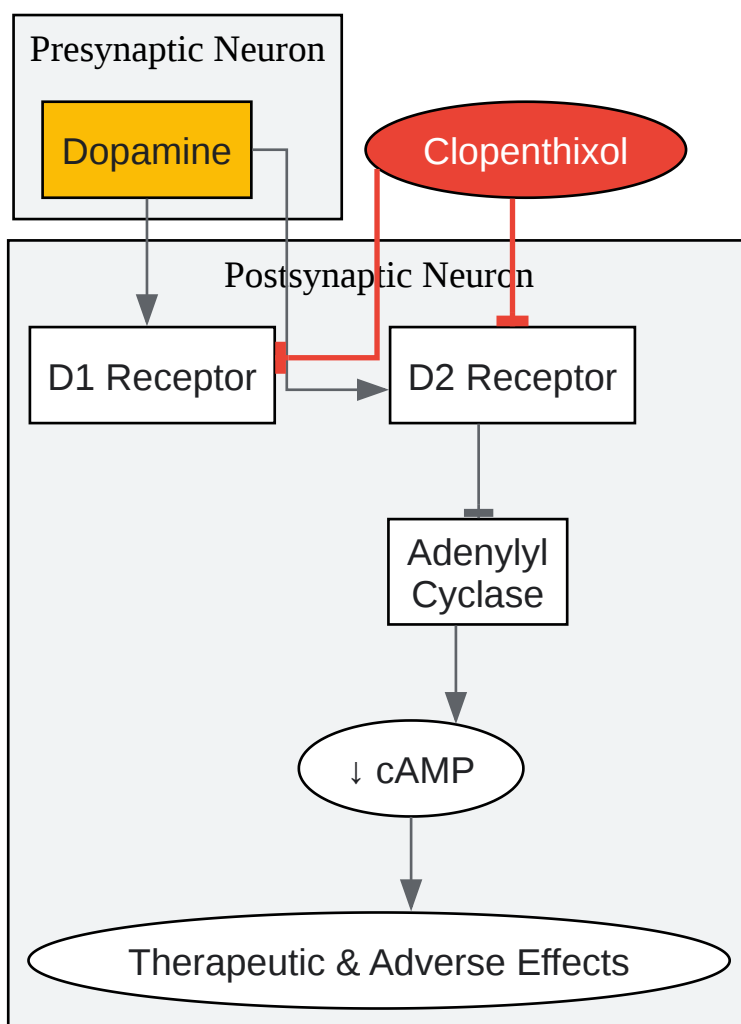 Presynaptic Neuron
Dopamine
Clopenthixol
Postsynaptic Neuron
D1 Receptor
D2 Receptor
Adenylyl
Cyclase
↓ cAMP
Therapeutic & Adverse Effects